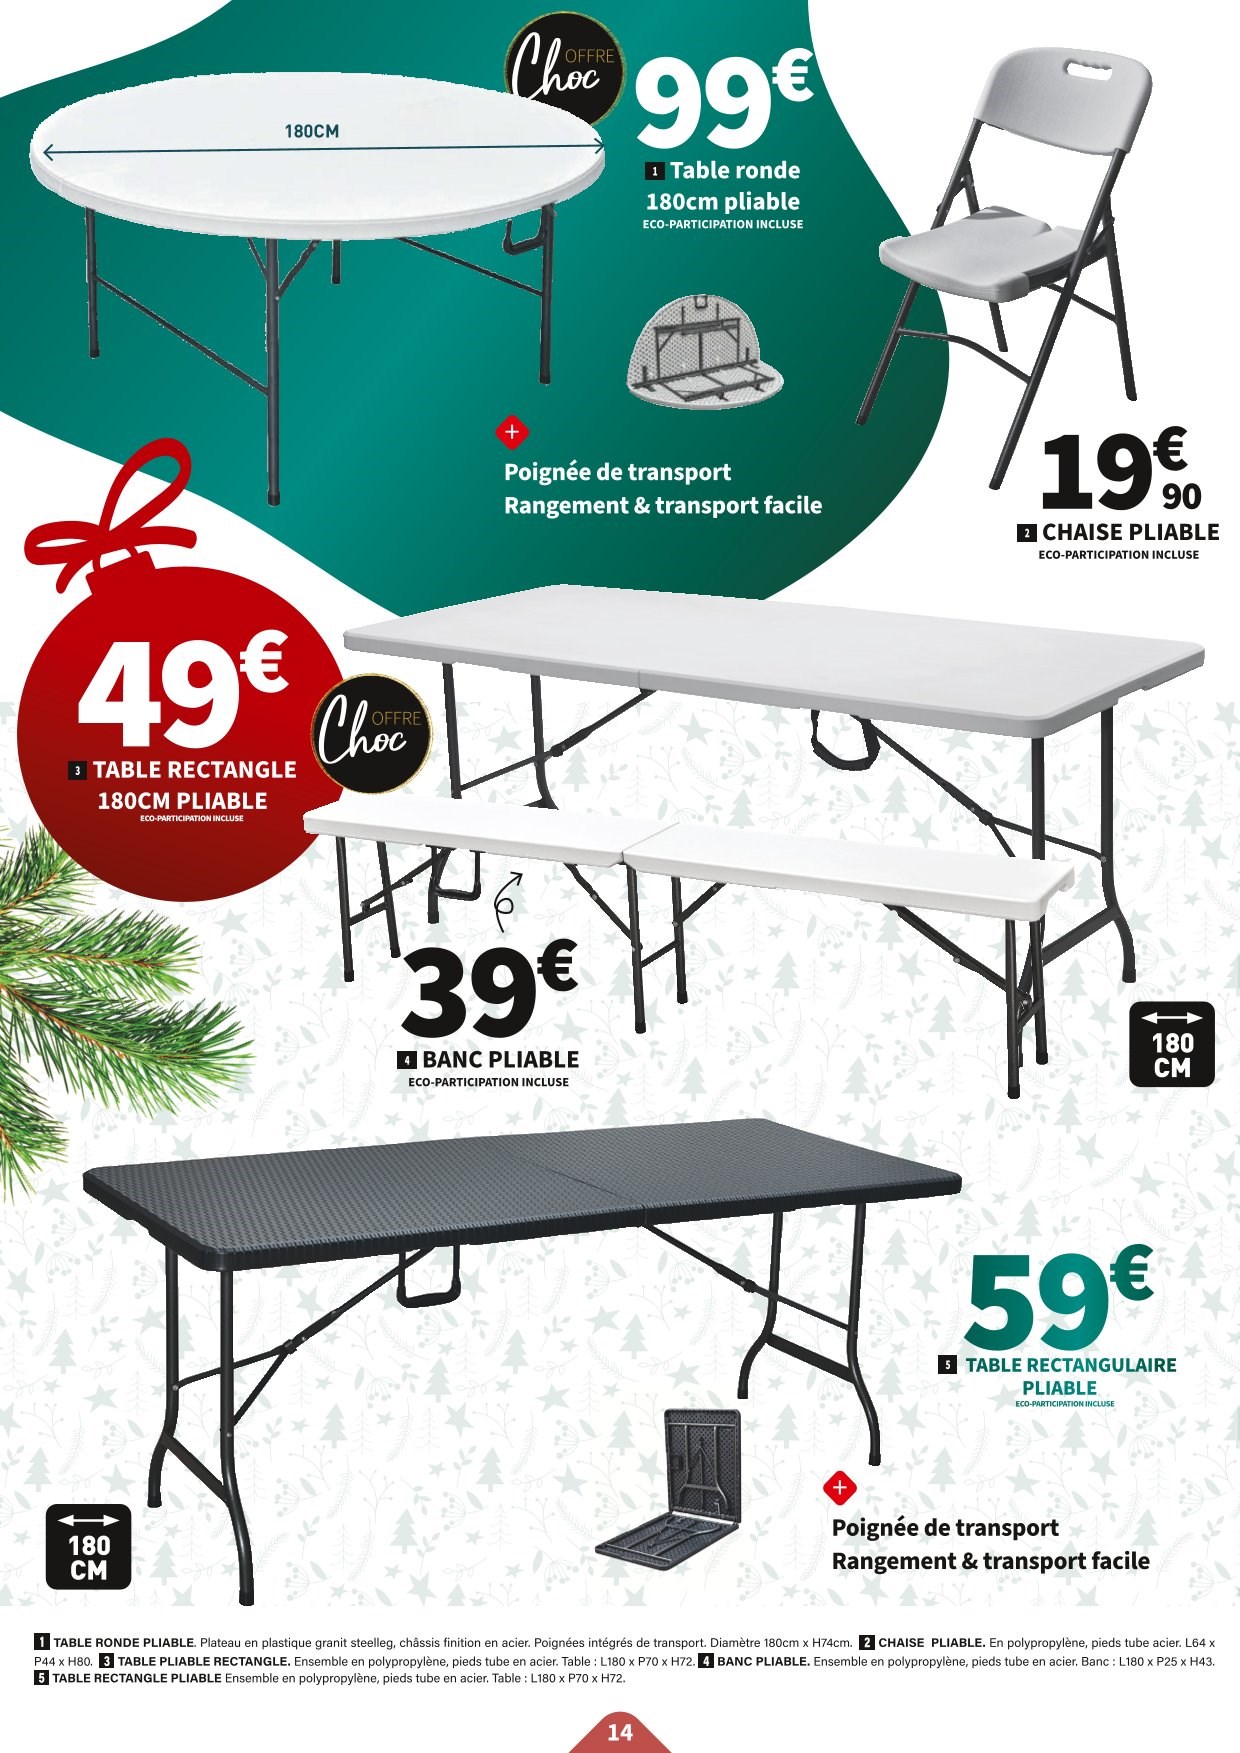 180CM
OFFRE
Choc
99€
1 Table ronde
180cm pliable
ECO-PARTICIPATION INCLUSE
+
Poignée de transport
Rangement & transport facile
19€90
2 CHAISE PLIABLE
ECO-PARTICIPATION INCLUSE
49€
3 TABLE RECTANGLE
180CM PLIABLE
ECO-PARTICIPATION INCLUSE
OFFRE
Choc
39€
4 BANC PLIABLE
ECO-PARTICIPATION INCLUSE
180
CM
59€
5 TABLE RECTANGULAIRE
PLIABLE
ECO-PARTICIPATION INCLUSE
+
Poignée de transport
Rangement & transport facile
180
CM
1 TABLE RONDE PLIABLE. Plateau en plastique granit steelleg, châssis finition en acier. Poignées intégrés de transport. Diamètre 180cm x H74cm. 2 CHAISE PLIABLE. En polypropylène, pieds tube acier. L64 x
P44 x H80. 3 TABLE PLIABLE RECTANGLE. Ensemble en polypropylène, pieds tube en acier. Table : L180 x P70 x H72. 4 BANC PLIABLE. Ensemble en polypropylène, pieds tube en acier. Banc : L180 x P25 x H43.
5 TABLE RECTANGLE PLIABLE Ensemble en polypropylène, pieds tube en acier. Table : L180 x P70 x H72.
14